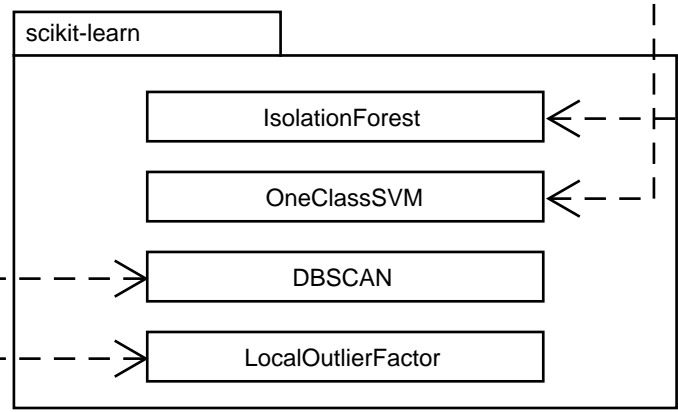 scikit-learn
IsolationForest
OneClassSVM
DBSCAN
LocalOutlierFactor